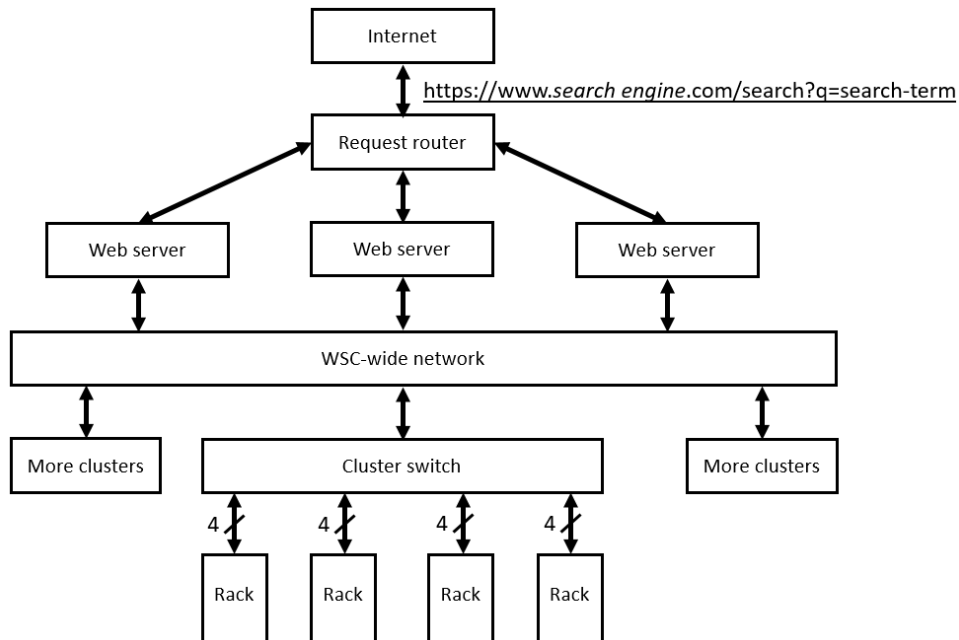 Internet
https://www.search engine.com/search?q=search-term
Request router
Web server
Web server
Web server
WSC-wide network
More clusters
Cluster switch
More clusters
4
4
4
4
Rack
Rack
Rack
Rack